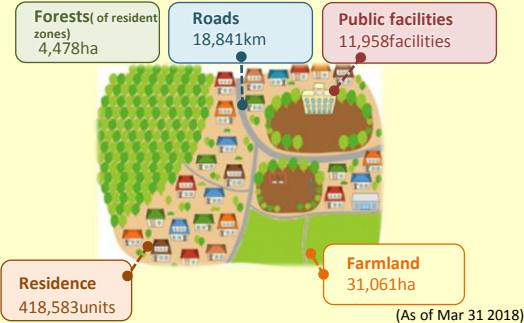 Forests( of resident
zones)
4,478ha
Roads
18,841km
Public facilities
11,958facilities
Residence
418,583units
Farmland
31,061ha
(As of Mar 31 2018)